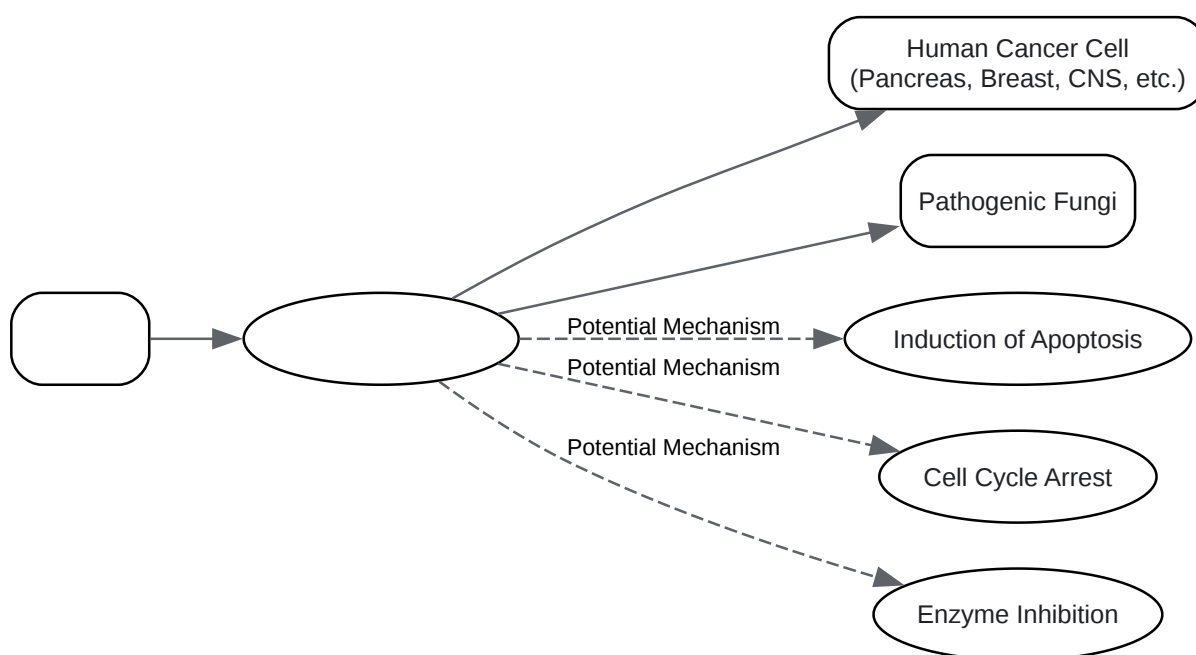 Human Cancer Cell
(Pancreas, Breast, CNS, etc.)
Pathogenic Fungi
Potential Mechanism
Induction of Apoptosis
Potential Mechanism
Cell Cycle Arrest
Potential Mechanism
Enzyme Inhibition